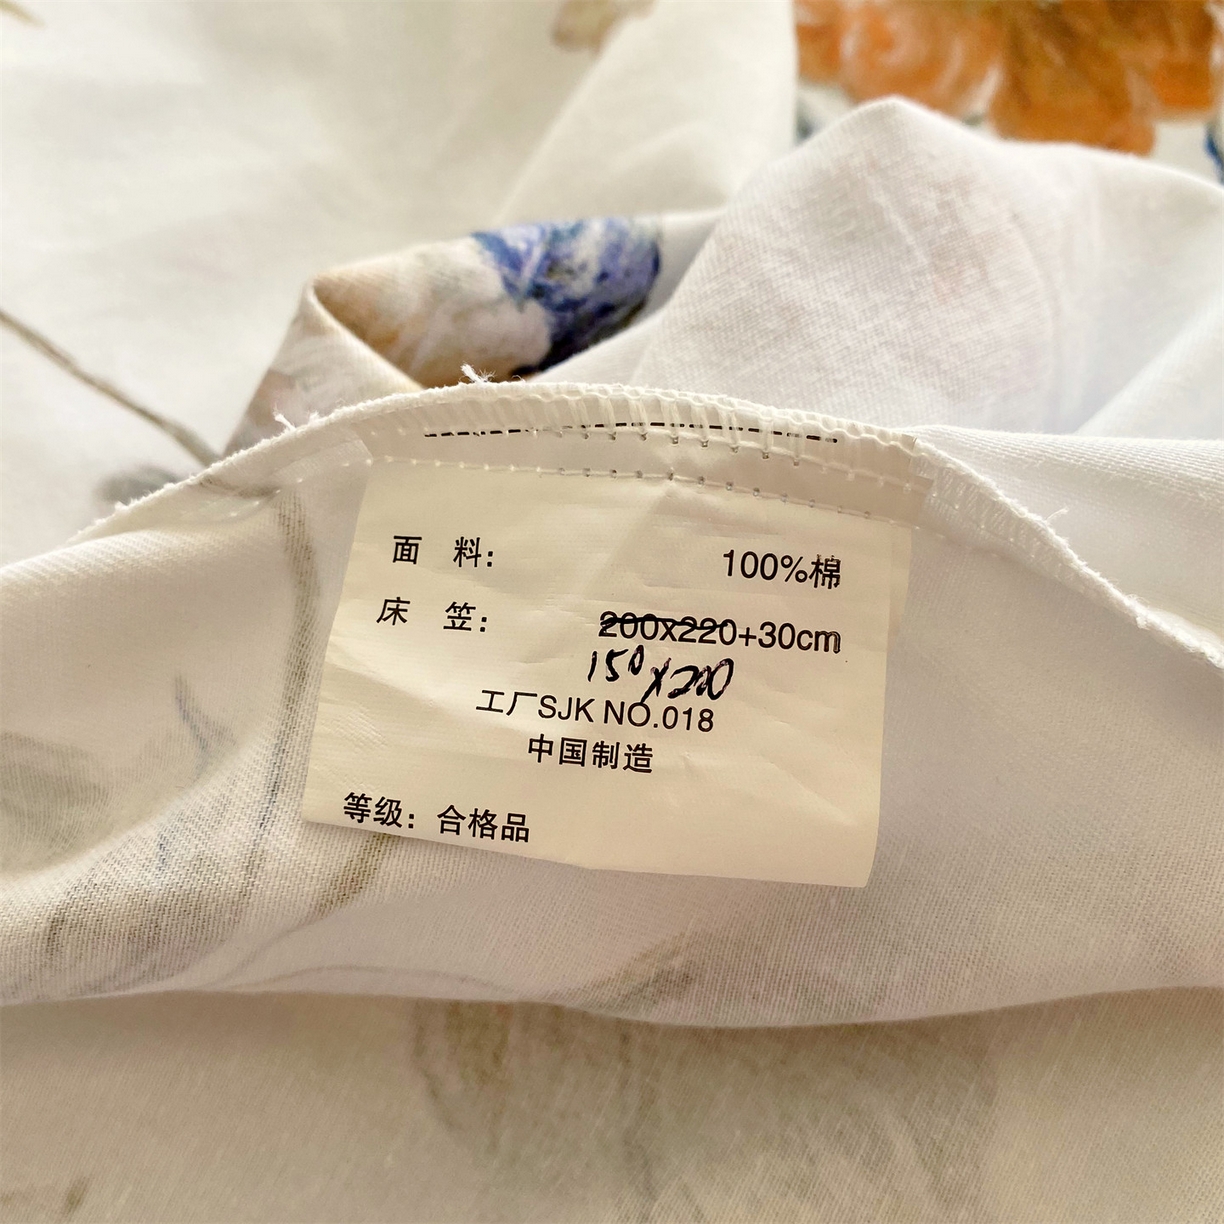 面 料: 100%棉
床 笠: 200x220+30cm
150x200
工厂SJK NO.018
中国制造
等级: 合格品